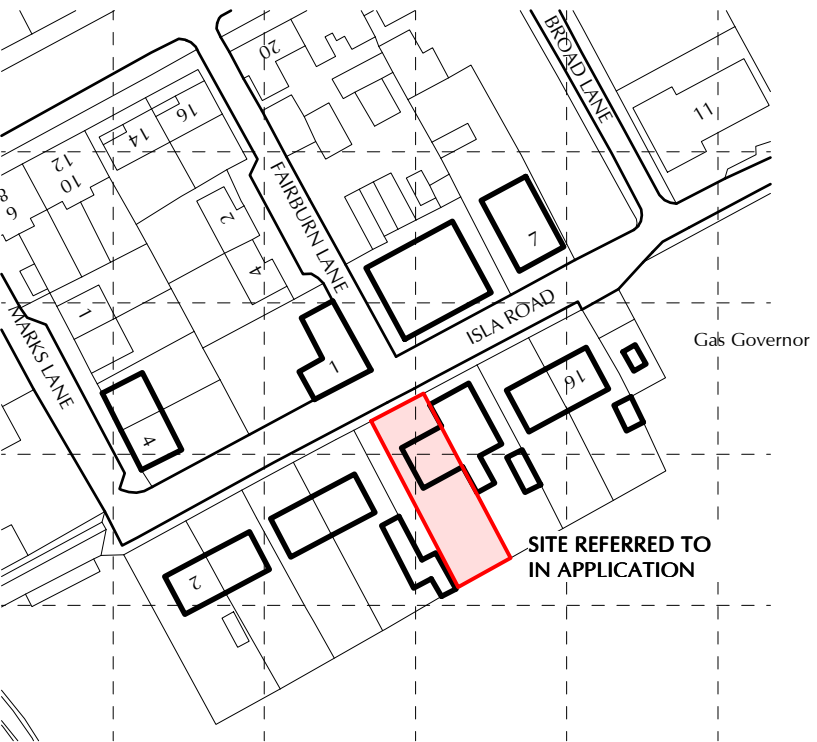 20
BROAD LANE
11
16
14
12
10
8
6
2
4
FAIRBURN LANE
7
1
MARKS LANE
ISLA ROAD
Gas Governor
1
4
16
SITE REFERRED TO
IN APPLICATION
2